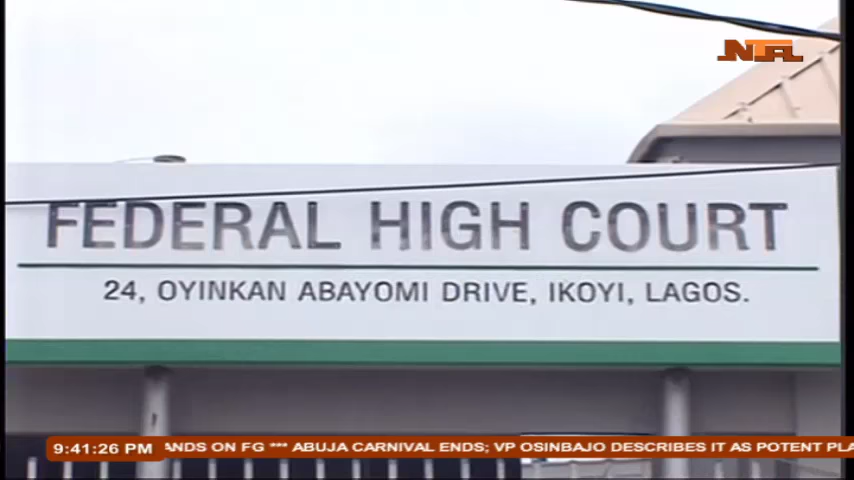 NTA
FEDERAL HIGH COURT
24, OYINKAN ABAYOMI DRIVE, IKOYI, LAGOS.
9:41:26 PM
ANDS ON FG *** ABUJA CARNIVAL ENDS; VP OSINBAJO DESCRIBES IT AS POTENT PLA